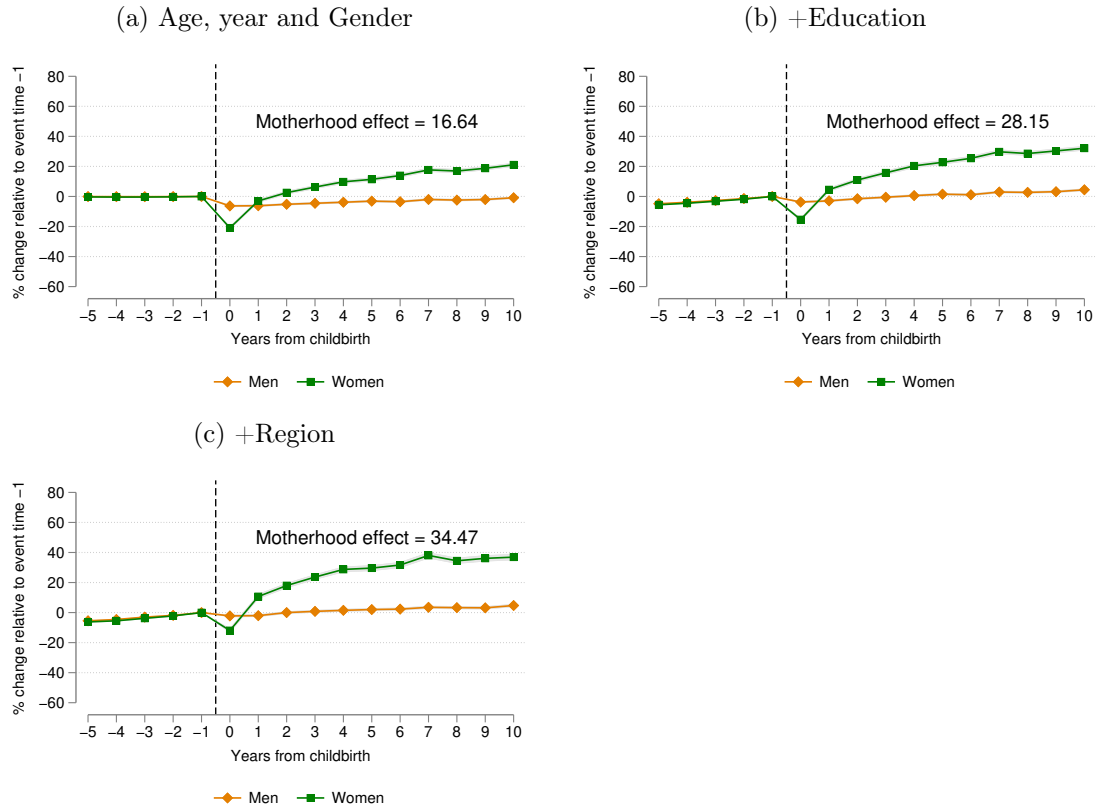 (a) Age, year and Gender
% change relative to event time −1
80
60
40
20
0
−20
−40
−60
Motherhood effect = 16.64
−5 −4 −3 −2 −1 0 1 2 3 4 5 6 7 8 9 10
Years from childbirth
Men Women
(b) +Education
% change relative to event time −1
80
60
40
20
0
−20
−40
−60
Motherhood effect = 28.15
−5 −4 −3 −2 −1 0 1 2 3 4 5 6 7 8 9 10
Years from childbirth
Men Women
(c) +Region
% change relative to event time −1
80
60
40
20
0
−20
−40
−60
Motherhood effect = 34.47
−5 −4 −3 −2 −1 0 1 2 3 4 5 6 7 8 9 10
Years from childbirth
Men Women